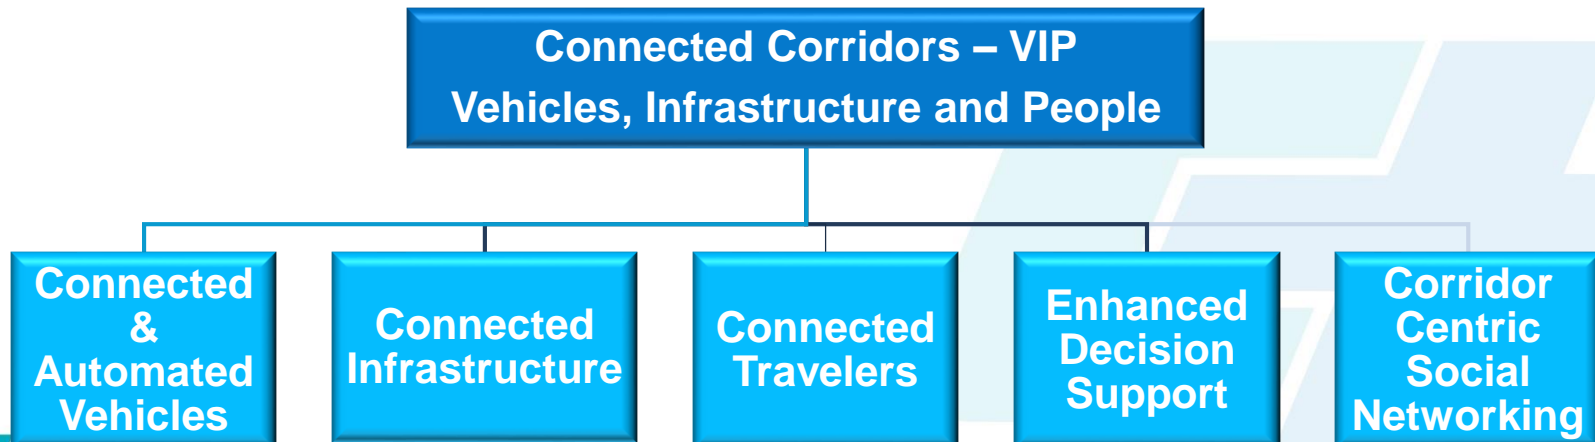 Connected Corridors – VIP
Vehicles, Infrastructure and People
Connected
&
Automated
Vehicles
Connected
Infrastructure
Connected
Travelers
Enhanced
Decision
Support
Corridor
Centric
Social
Networking